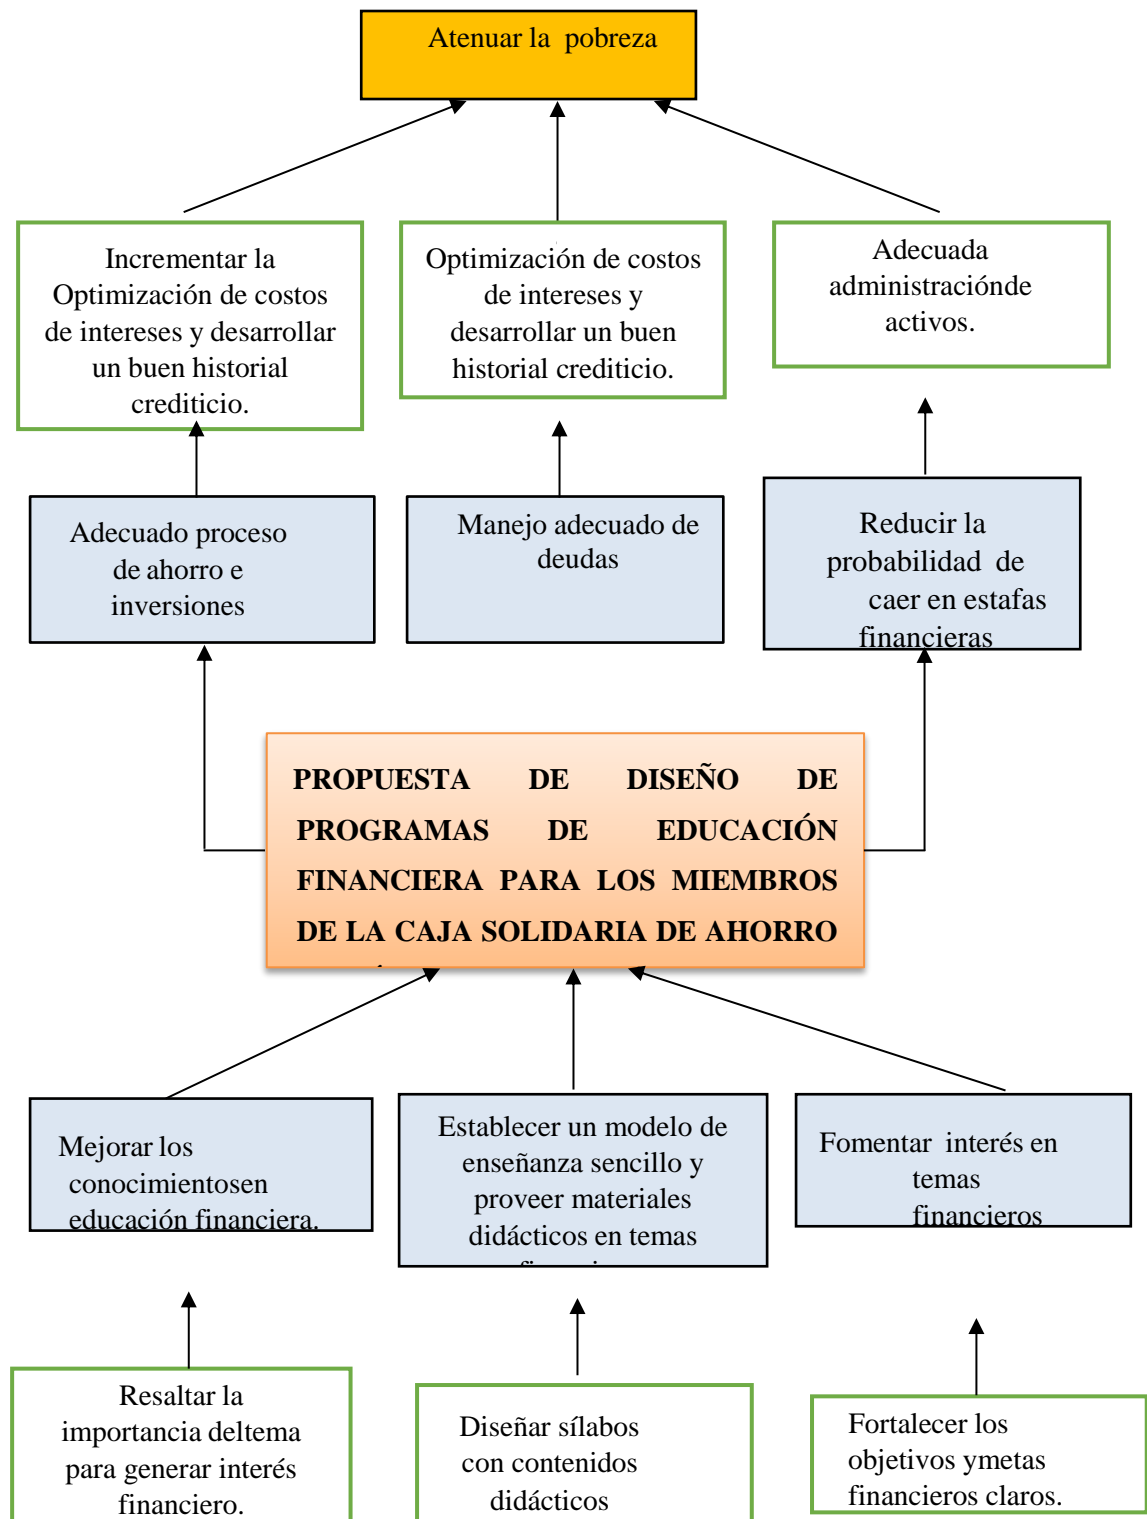 Atenuar la pobreza
Incrementar la
Optimización de costos
de intereses y desarrollar
un buen historial
crediticio.
Optimización de costos
de intereses y
desarrollar un buen
historial crediticio.
Adecuada
administraciónde
activos.
Adecuado proceso
de ahorro e
inversiones
Manejo adecuado de
deudas
Reducir la
probabilidad de
caer en estafas
financieras
PROPUESTA DE DISEÑO DE
PROGRAMAS DE EDUCACIÓN
FINANCIERA PARA LOS MIEMBROS
DE LA CAJA SOLIDARIA DE AHORRO
Mejorar los
conocimientosen
educación financiera.
Establecer un modelo de
enseñanza sencillo y
proveer materiales
didácticos en temas
Fomentar interés en
temas
financieros
Resaltar la
importancia deltema
para generar interés
financiero.
Diseñar sílabos
con contenidos
didácticos
Fortalecer los
objetivos ymetas
financieros claros.